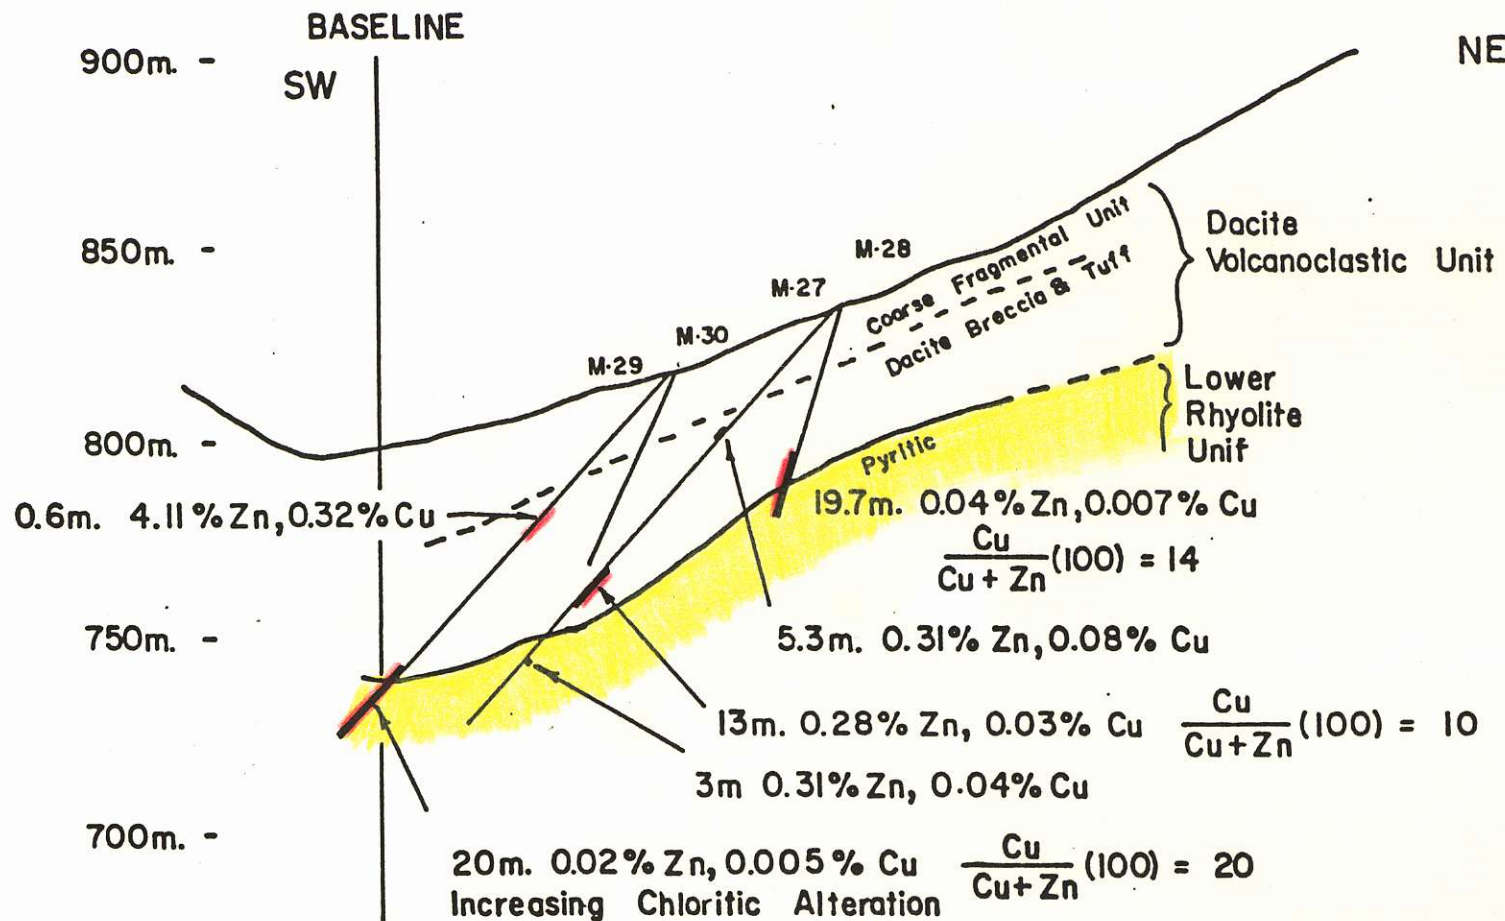 BASELINE
900m. -
SW
NE
850m. -
M-28
Coarse Fragmental Unit
Dacite Breccia & Tuff
Dacite
Volcanoclastic Unit
M-27
M-30
M-29
Lower
Rhyolite
Unit
800m. -
Pyritic
0.6m. 4.11% Zn, 0.32% Cu
19.7m. 0.04% Zn, 0.007% Cu
Cu
Cu + Zn (100) = 14
750m. -
5.3m. 0.31% Zn, 0.08% Cu
13m. 0.28% Zn, 0.03% Cu
Cu
Cu+Zn (100) = 10
3m 0.31% Zn, 0.04% Cu
700m. -
20m. 0.02% Zn, 0.005% Cu
Cu
Cu+Zn (100) = 20
Increasing Chloritic Alteration